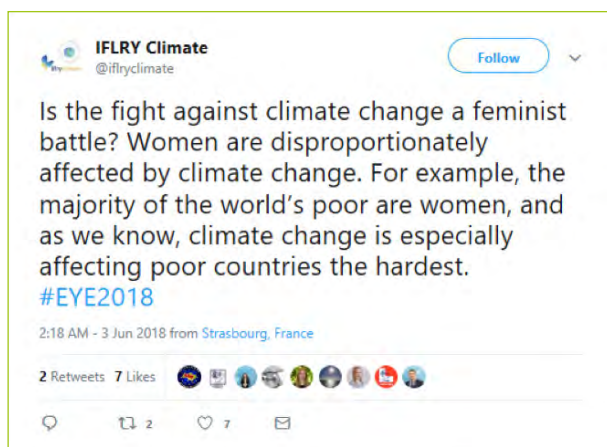 IFLRY Climate
@iflryclimate
Follow
Is the fight against climate change a feminist
battle? Women are disproportionately
affected by climate change. For example, the
majority of the world's poor are women, and
as we know, climate change is especially
affecting poor countries the hardest.
#EYE2018
2:18 AM - 3 Jun 2018 from Strasbourg, France
2 Retweets 7 Likes
2 7